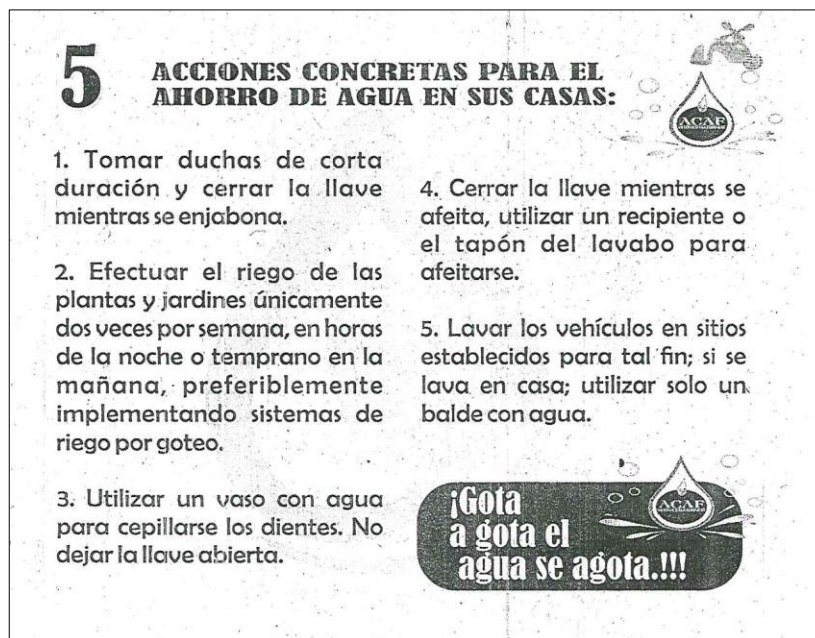 5 ACCIONES CONCRETAS PARA EL
AHORRO DE AGUA EN SUS CASAS:
ACAF
1. Tomar duchas de corta
duración y cerrar la llave
mientras se enjabona.
2. Efectuar el riego de las
plantas y jardines únicamente
dos veces por semana, en horas
de la noche o temprano en la
mañana, preferiblemente
implementando sistemas de
riego por goteo.
3. Utilizar un vaso con agua
para cepillarse los dientes. No
dejar la llave abierta.
4. Cerrar la llave mientras se
afeita, utilizar un recipiente o
el tapón del lavabo para
afeitarse.
5. Lavar los vehículos en sitios
establecidos para tal fin; si se
lava en casa; utilizar solo un
balde con agua.
¡Gota
a gota el
agua se agota.!!!
ACAF